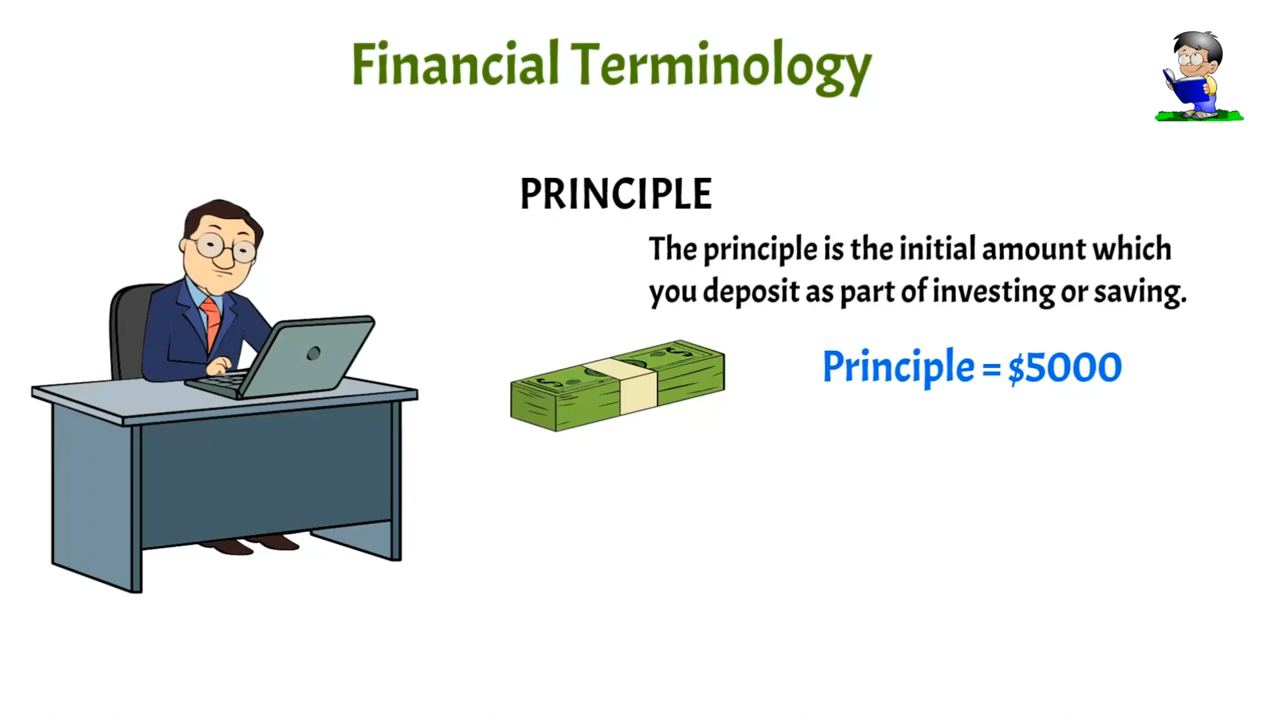 Financial Terminology
PRINCIPLE
The principle is the initial amount which
you deposit as part of investing or saving.
$ $
Principle = $5000